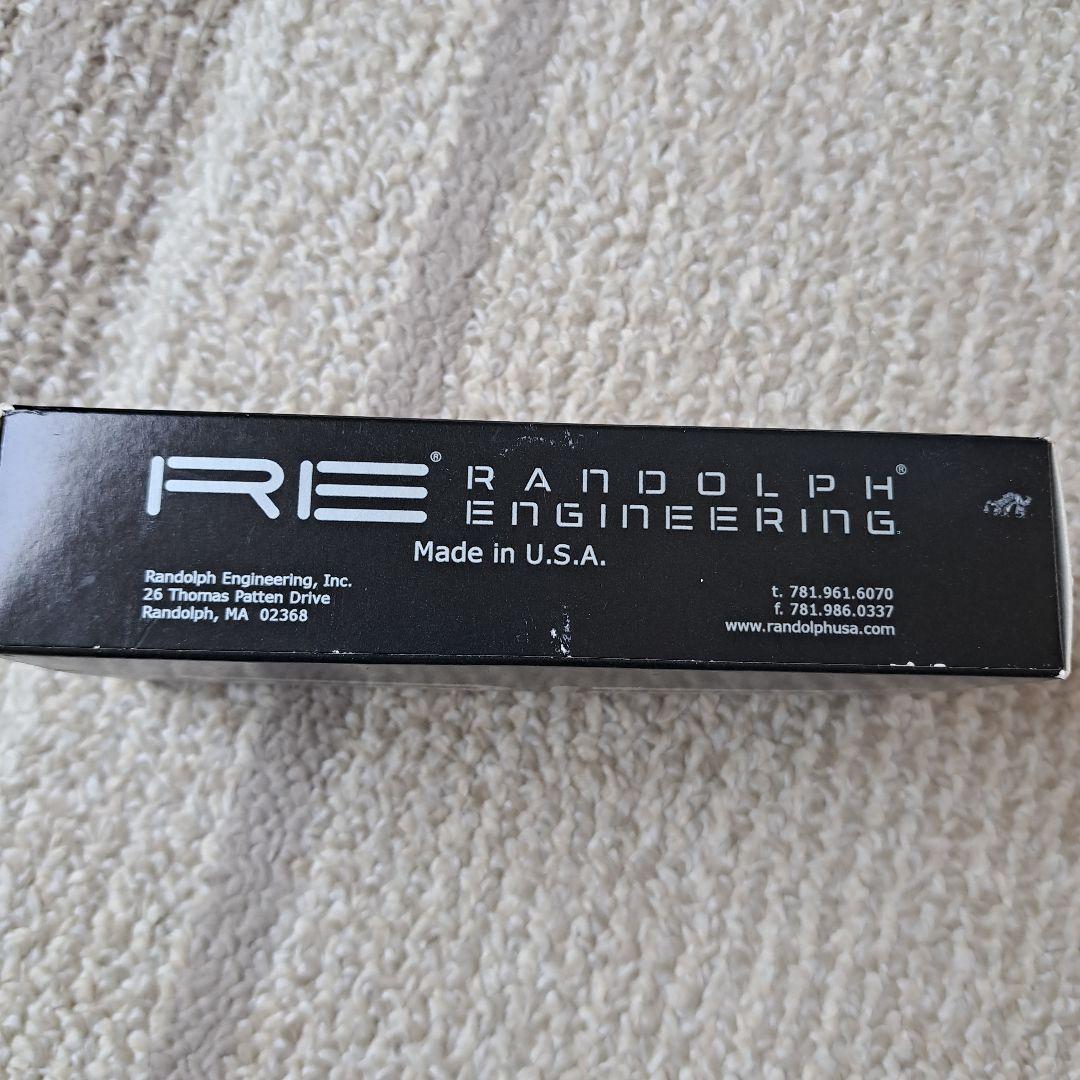 RE® RANDOLPH®
ENGINEERING
Made in U.S.A.
Randolph Engineering, Inc.
26 Thomas Patten Drive
Randolph, MA 02368
t. 781.961.6070
f. 781.986.0337
www.randolphusa.com